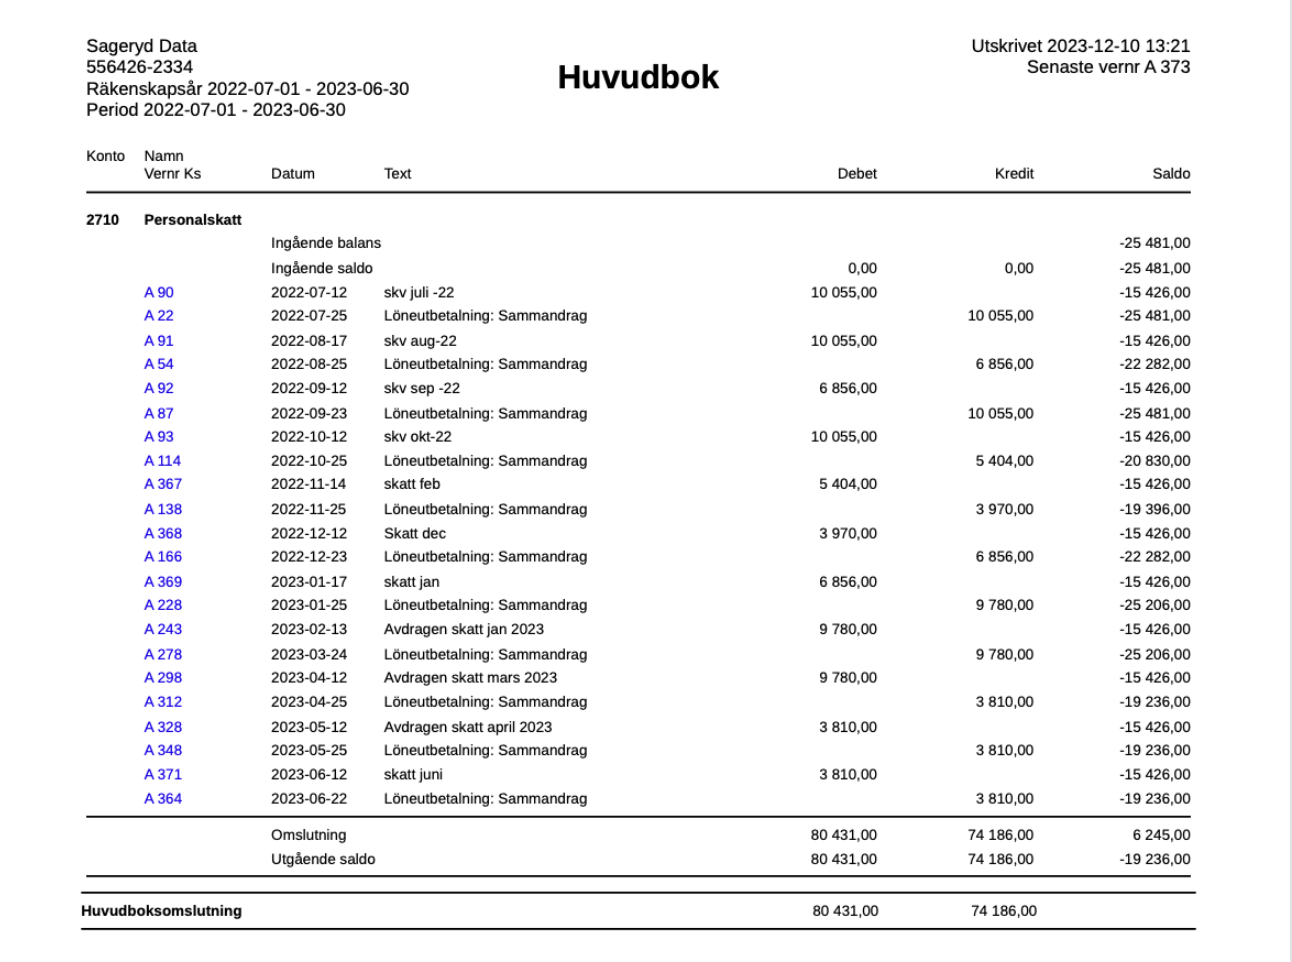 Sageryd Data
556426-2334
Räkenskapsår 2022-07-01 - 2023-06-30
Period 2022-07-01 - 2023-06-30
Huvudbok
Utskrivet 2023-12-10 13:21
Senaste vernr A 373
Konto Namn
Vernr Ks Datum Text Debet Kredit Saldo
2710 Personalskatt
Ingående balans -25 481,00
Ingående saldo 0,00 0,00 -25 481,00
A 90 2022-07-12 skv juli -22 10 055,00 -15 426,00
A 22 2022-07-25 Löneutbetalning: Sammandrag 10 055,00 -25 481,00
A 91 2022-08-17 skv aug-22 10 055,00 -15 426,00
A 54 2022-08-25 Löneutbetalning: Sammandrag 6 856,00 -22 282,00
A 92 2022-09-12 skv sep -22 6 856,00 -15 426,00
A 87 2022-09-23 Löneutbetalning: Sammandrag 10 055,00 -25 481,00
A 93 2022-10-12 skv okt-22 10 055,00 -15 426,00
A 114 2022-10-25 Löneutbetalning: Sammandrag 5 404,00 -20 830,00
A 367 2022-11-14 skatt feb 5 404,00 -15 426,00
A 138 2022-11-25 Löneutbetalning: Sammandrag 3 970,00 -19 396,00
A 368 2022-12-12 Skatt dec 3 970,00 -15 426,00
A 166 2022-12-23 Löneutbetalning: Sammandrag 6 856,00 -22 282,00
A 369 2023-01-17 skatt jan 6 856,00 -15 426,00
A 228 2023-01-25 Löneutbetalning: Sammandrag 9 780,00 -25 206,00
A 243 2023-02-13 Avdragen skatt jan 2023 9 780,00 -15 426,00
A 278 2023-03-24 Löneutbetalning: Sammandrag 9 780,00 -25 206,00
A 298 2023-04-12 Avdragen skatt mars 2023 9 780,00 -15 426,00
A 312 2023-04-25 Löneutbetalning: Sammandrag 3 810,00 -19 236,00
A 328 2023-05-12 Avdragen skatt april 2023 3 810,00 -15 426,00
A 348 2023-05-25 Löneutbetalning: Sammandrag 3 810,00 -19 236,00
A 371 2023-06-12 skatt juni 3 810,00 -15 426,00
A 364 2023-06-22 Löneutbetalning: Sammandrag 3 810,00 -19 236,00
Omslutning 80 431,00 74 186,00 6 245,00
Utgående saldo 80 431,00 74 186,00 -19 236,00
Huvudboksomslutning 80 431,00 74 186,00